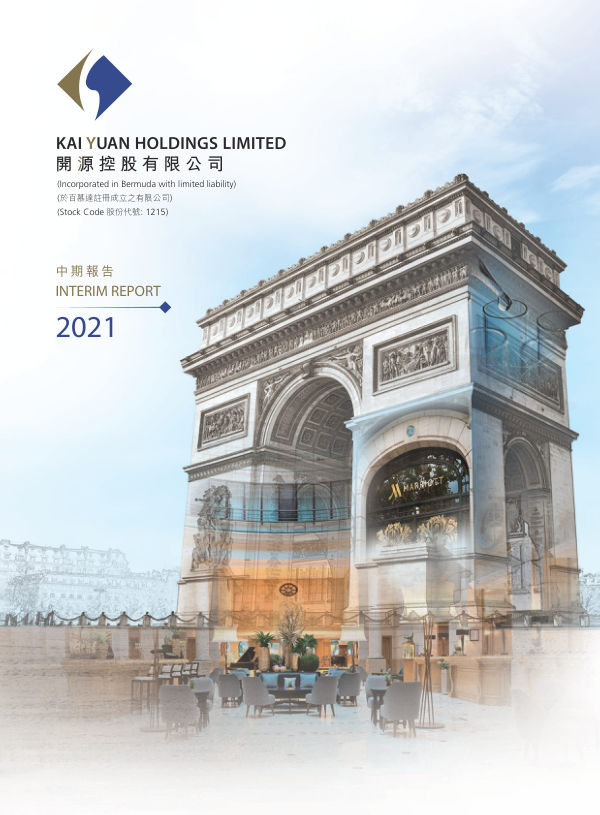 KAI YUAN HOLDINGS LIMITED
開源控股有限公司
(Incorporated in Bermuda with limited liability)
(於百慕達註冊成立之有限公司)
(Stock Code 股份代號: 1215)
中期報告
INTERIM REPORT
2021
MARRIOTT